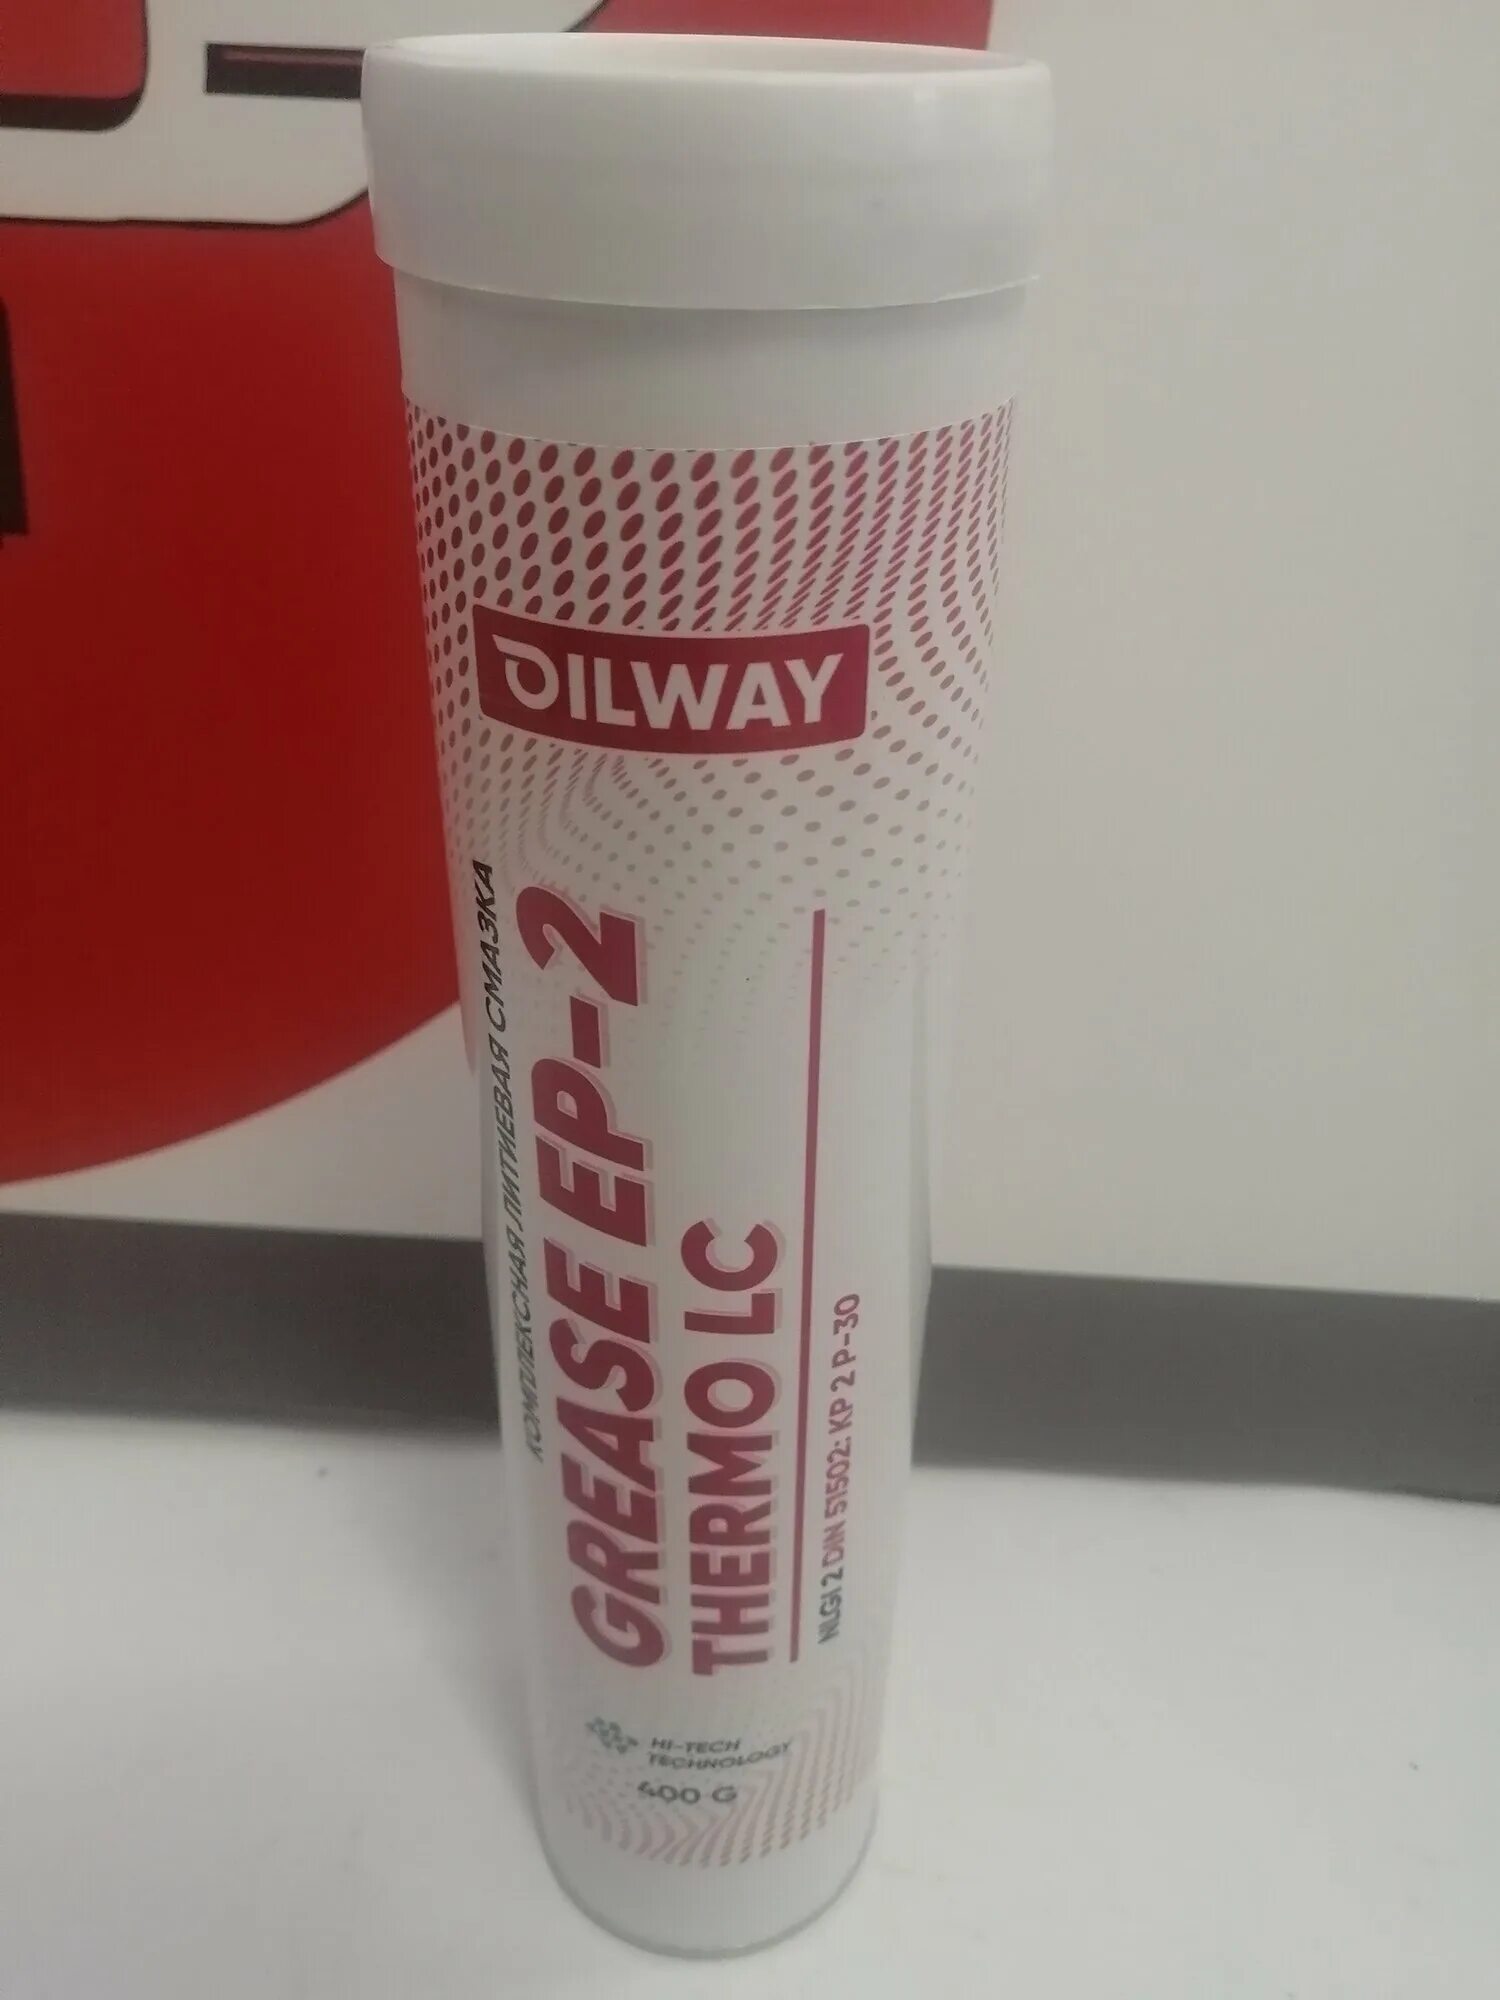 OILWAY
КОМПЛЕКСНАЯ ЛИТИЕВАЯ СМАЗКА
GREASE EP-2
THERMO LC
NLGI 2 DIN 51502: KP 2 P-30
HI-TECH
TECHNOLOGY
400 G